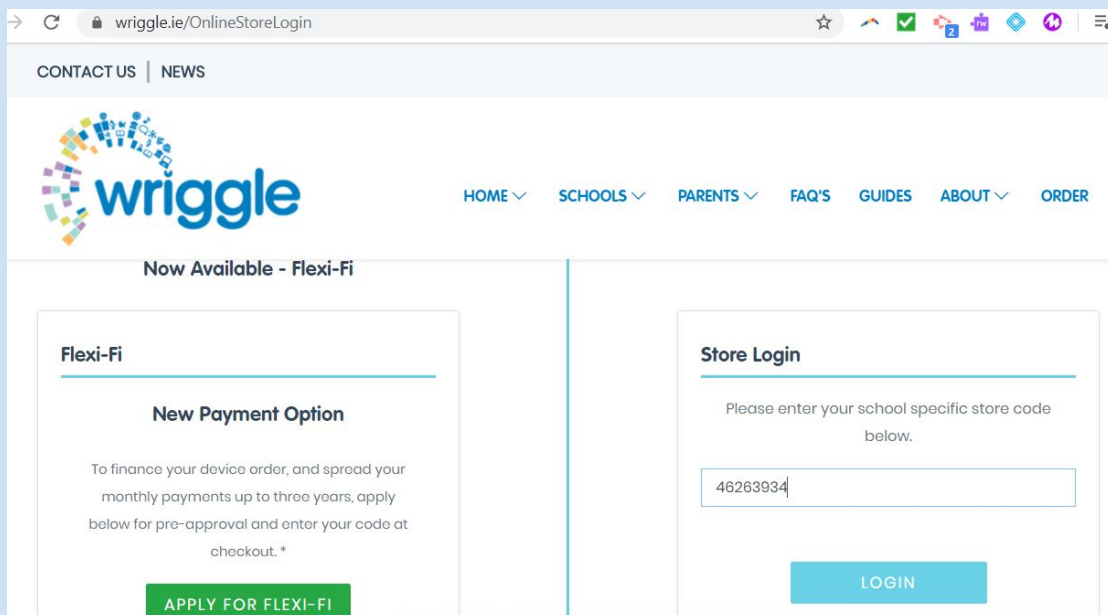 wriggle.ie/OnlineStoreLogin
2
rw
CONTACT US | NEWS
wriggle
HOME SCHOOLS PARENTS FAQ'S GUIDES ABOUT ORDER
Now Available - Flexi-Fi
Flexi-Fi
New Payment Option
To finance your device order, and spread your
monthly payments up to three years, apply
below for pre-approval and enter your code at
checkout. *
APPLY FOR FLEXI-FI
Store Login
Please enter your school specific store code
below.
46263934
LOGIN